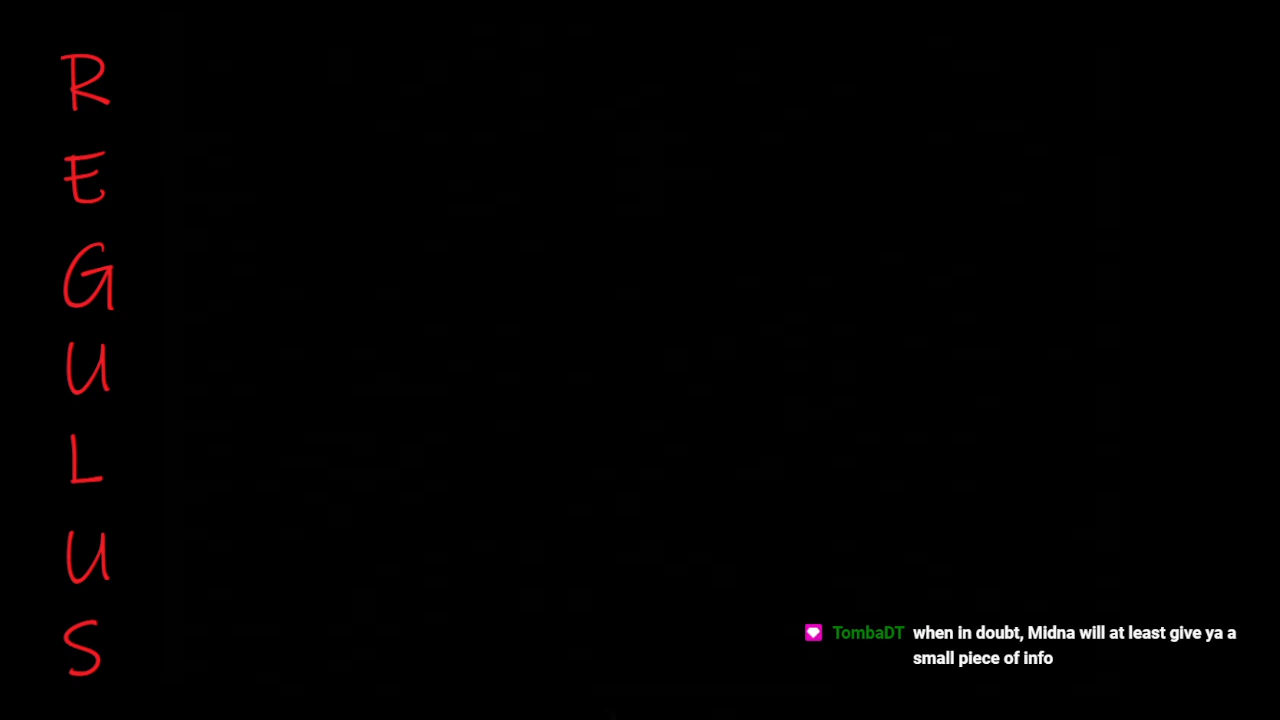 R
E
G
U
L
U
S
TombaDT when in doubt, Midna will at least give ya a
small piece of info